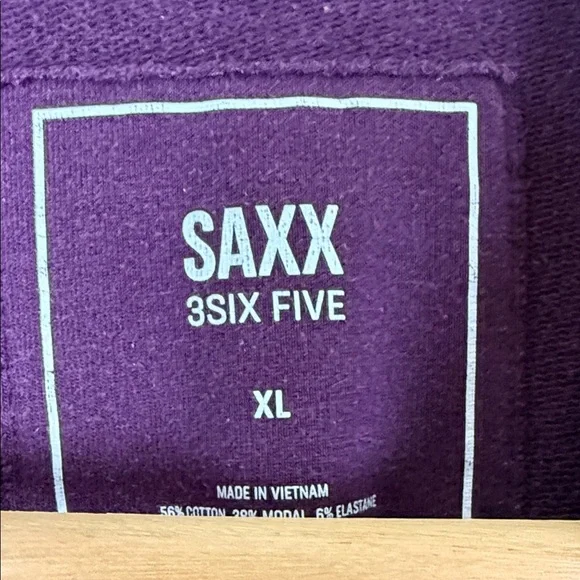 SAXX
3SIX FIVE
XL
MADE IN VIETNAM
56% COTTON 38% MODAL 6% ELASTANE